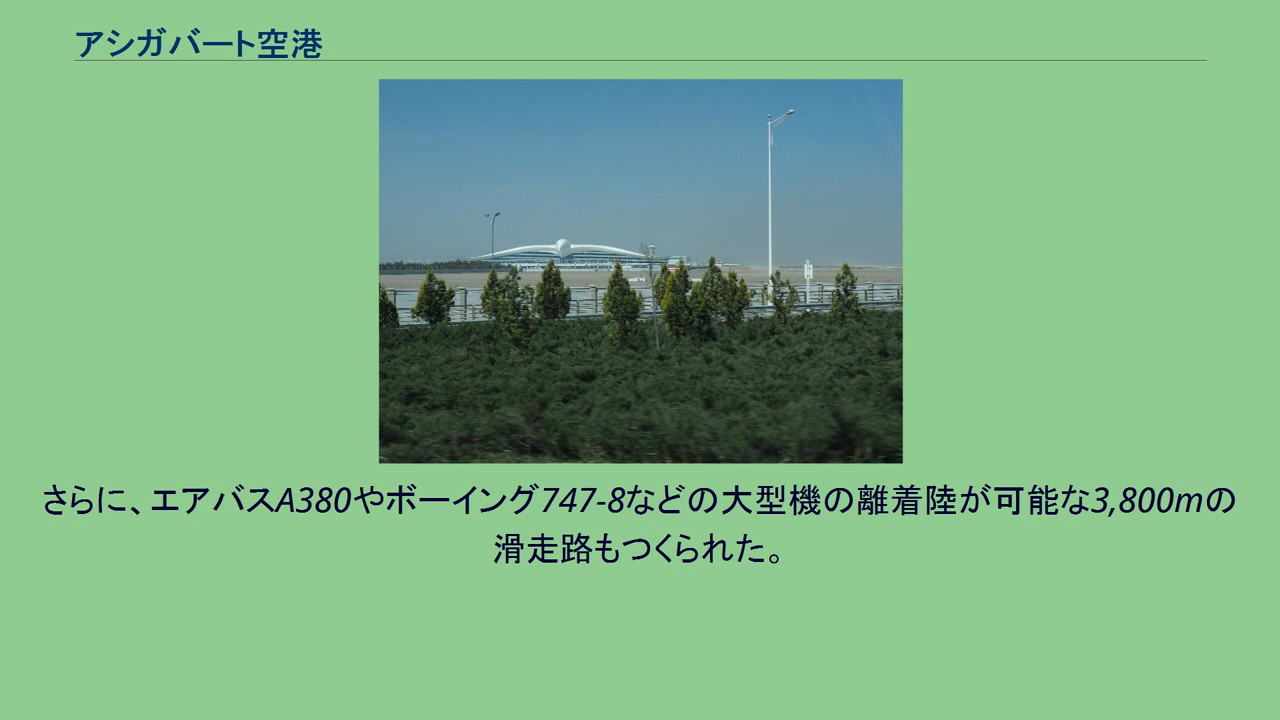 アシガバート空港
さらに、エアバスA380やボーイング747-8などの大型機の離着陸が可能な3,800mの
滑走路もつくられた。